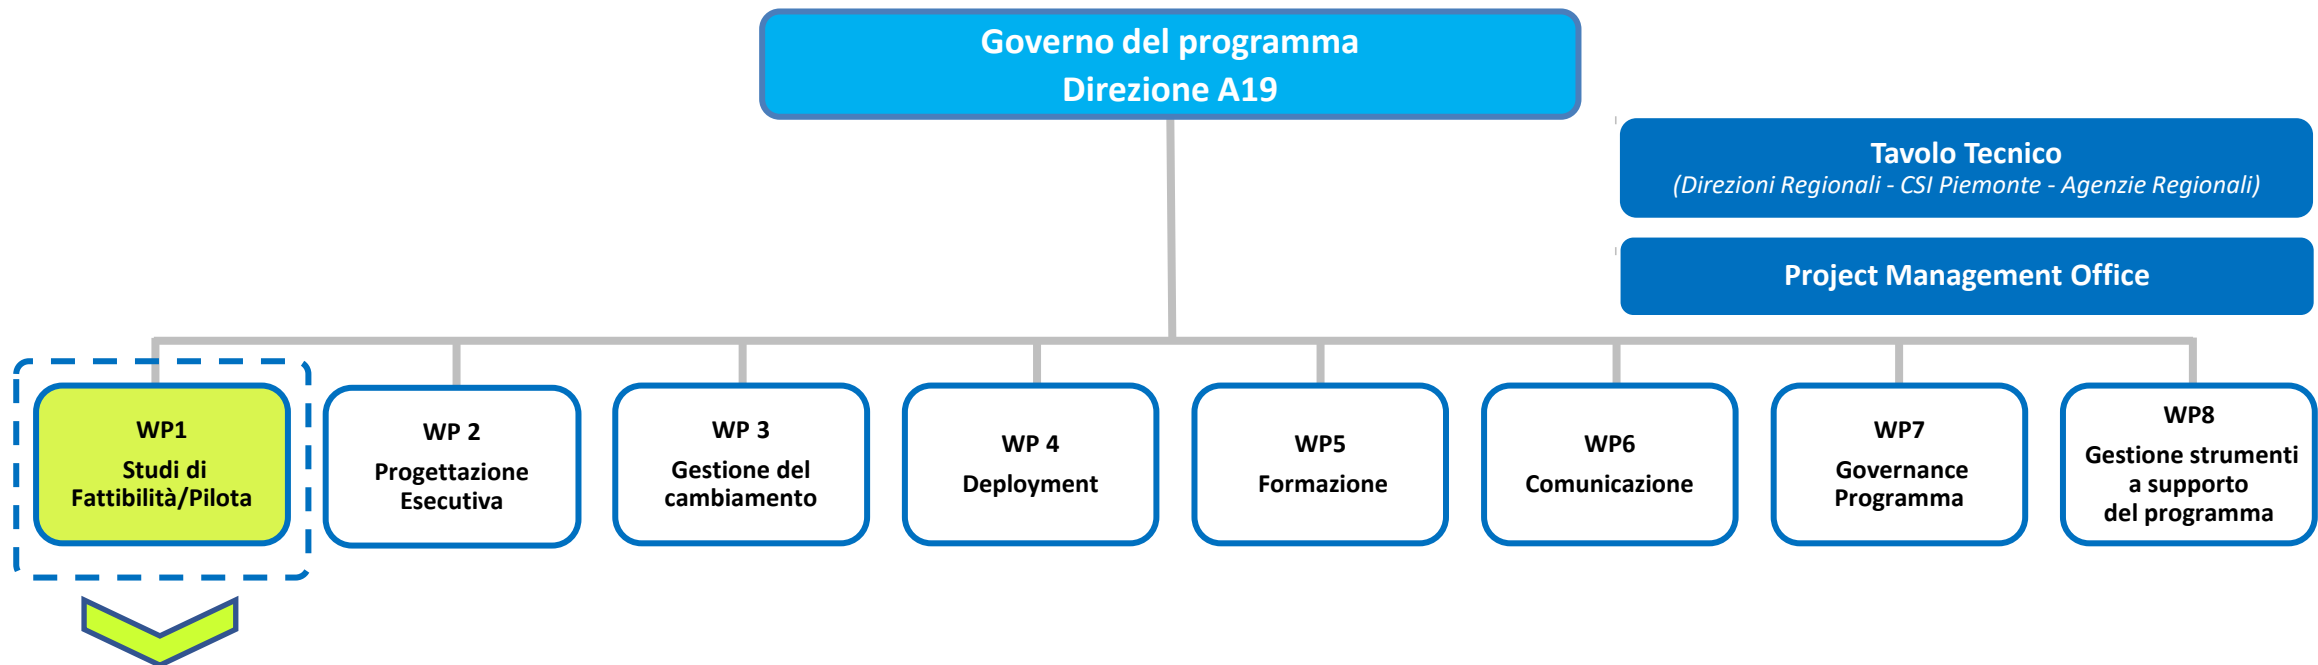 Governo del programma
Direzione A19
Tavolo Tecnico
(Direzioni Regionali - CSI Piemonte - Agenzie Regionali)
Project Management Office
WP1
Studi di
Fattibilità/Pilota
WP 2
Progettazione
Esecutiva
WP 3
Gestione del
cambiamento
WP 4
Deployment
WP5
Formazione
WP6
Comunicazione
WP7
Governance
Programma
WP8
Gestione strumenti
a supporto
del programma